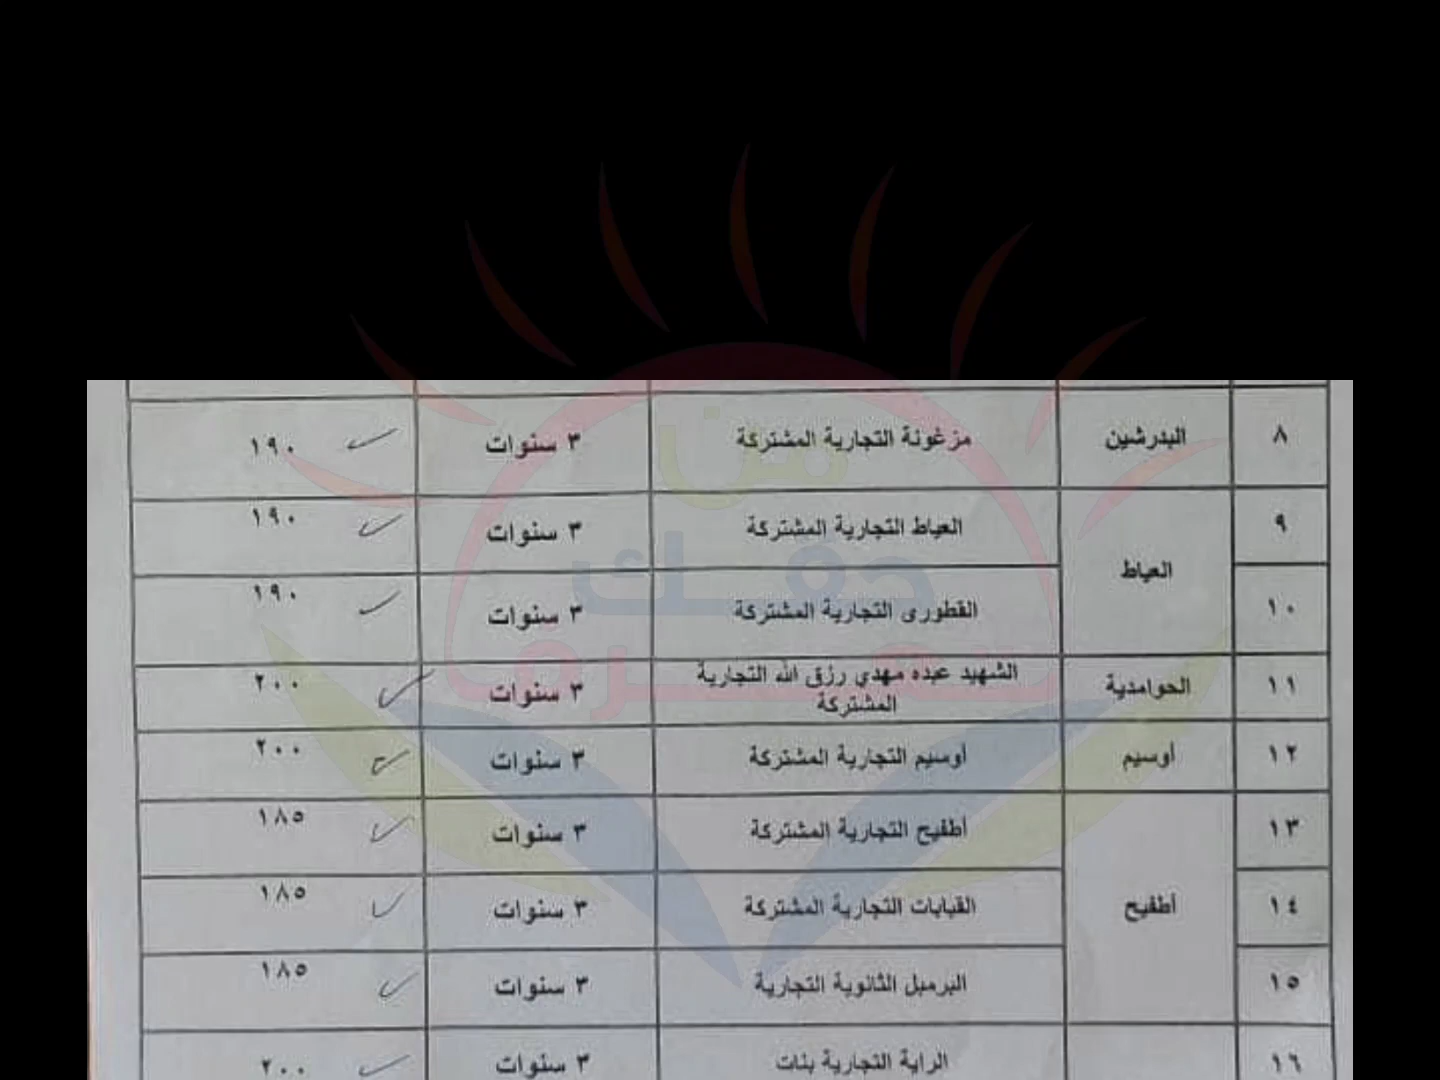 ٨ البدرشين مزغونة التجارية المشتركة ٣ سنوات ١٩٠
٩ العياط العياط التجارية المشتركة ٣ سنوات ١٩٠
١٠ القطورى التجارية المشتركة ٣ سنوات ١٩٠
١١ الحوامدية الشهيد عبده مهدي رزق الله التجارية
المشتركة ٣ سنوات ٢٠٠
١٢ أوسيم أوسيم التجارية المشتركة ٣ سنوات ٢٠٠
١٣ أطفيح أطفيح التجارية المشتركة ٣ سنوات ١٨٥
١٤ القبابات التجارية المشتركة ٣ سنوات ١٨٥
١٥ البرمبل الثانوية التجارية ٣ سنوات ١٨٥
١٦ الراية التجارية بنات ٣ سنوات ٢٠٠
من
حقك
تعرف